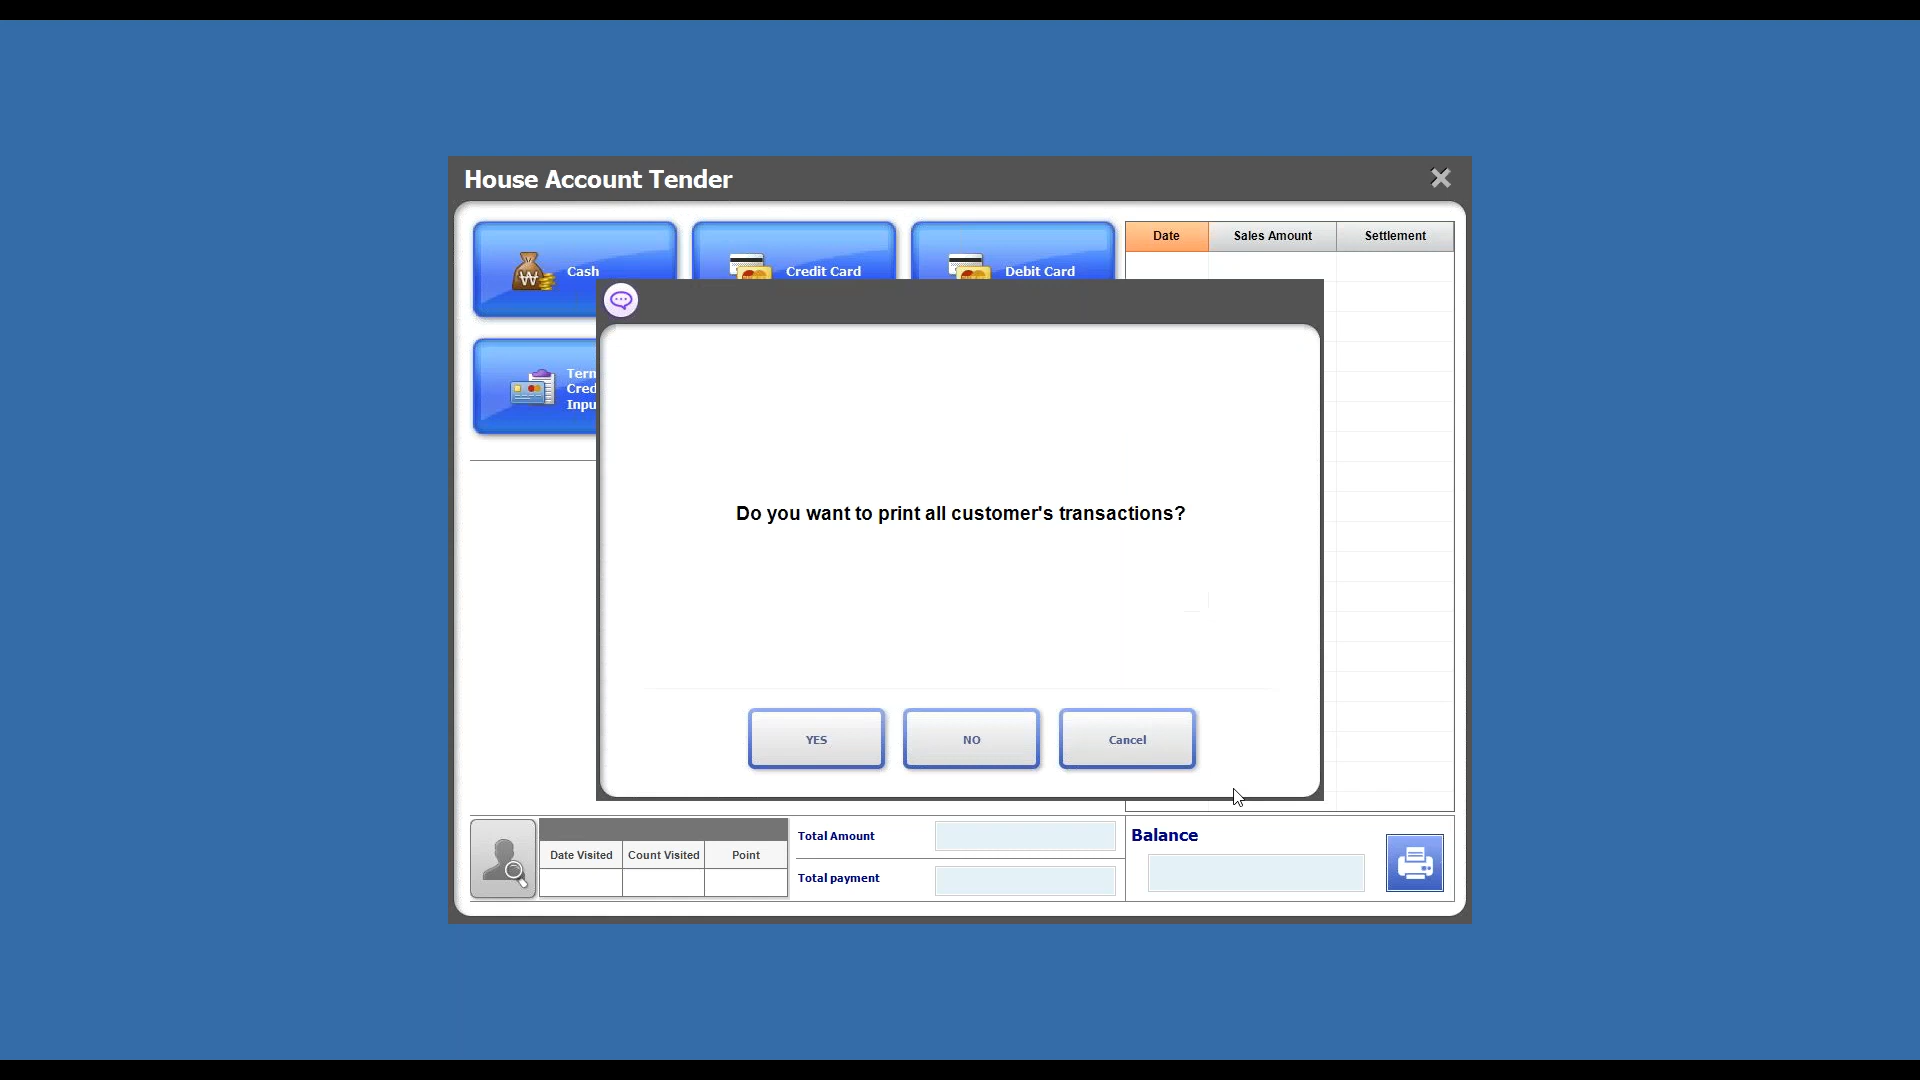 House Account Tender
Cash
Credit Card
Debit Card
Date
Sales Amount
Settlement
Do you want to print all customer's transactions?
YES
NO
Cancel
Date Visited
Count Visited
Point
Total Amount
Total payment
Balance